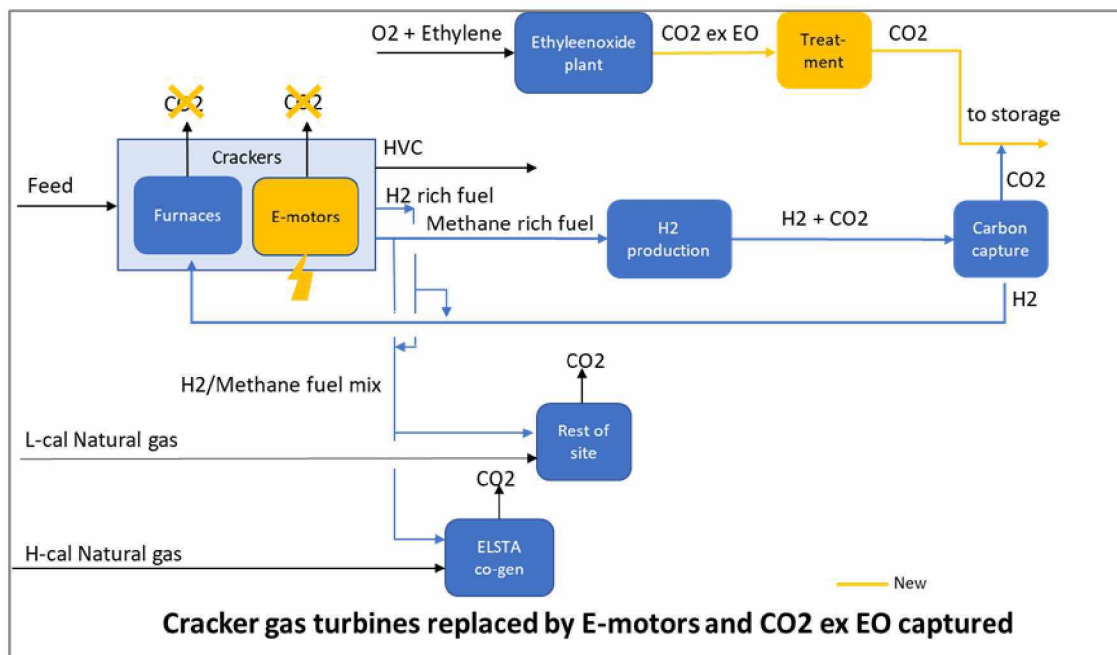 O2 + Ethylene
Ethyleenoxide
plant
CO2 ex EO
Treat-
ment
CO2
to storage
CO2
CO2
Crackers
HVC
Feed
Furnaces
E-motors
H2 rich fuel
Methane rich fuel
H2
production
H2 + CO2
CO2
Carbon
capture
H2
H2/Methane fuel mix
CO2
Rest of
site
L-cal Natural gas
CO2
ELSTA
co-gen
H-cal Natural gas
New
Cracker gas turbines replaced by E-motors and CO2 ex EO captured